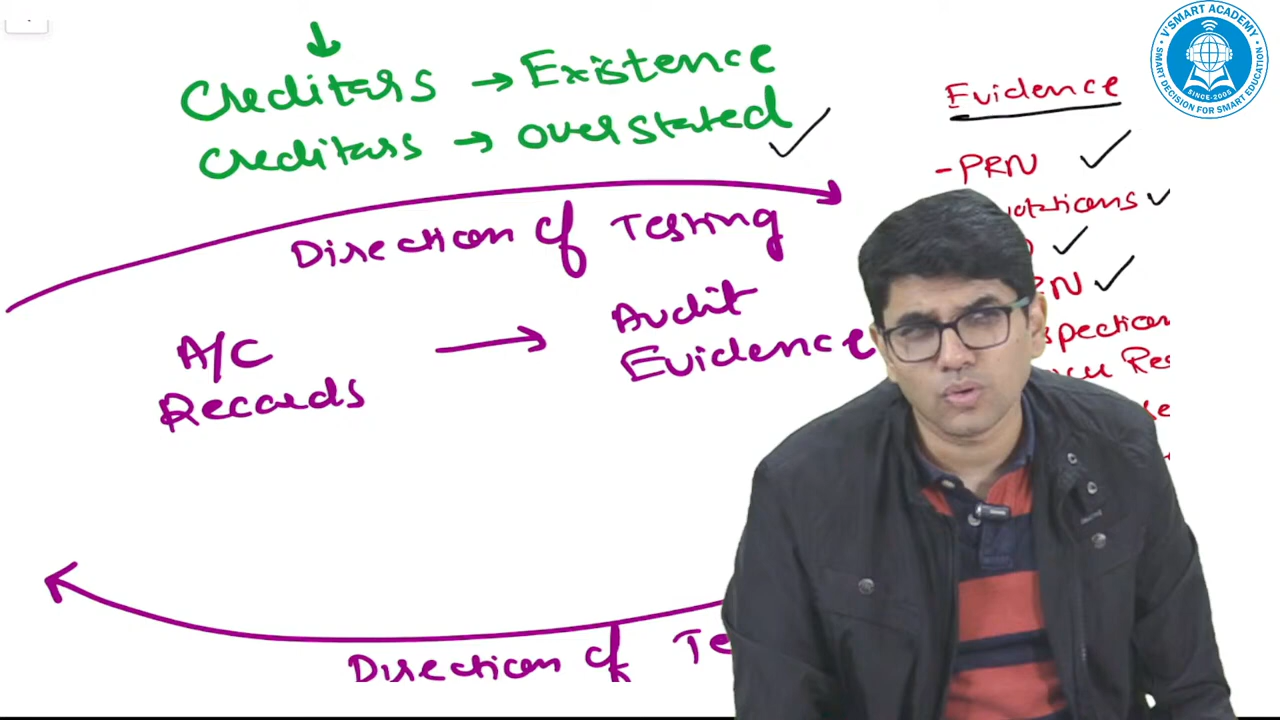 Creditors → Existence
Creditors → Overstated ✓
Direction of Testing
A/C → Audit
Records Evidence
Direction of
Evidence
- PRN ✓
V'SMART ACADEMY
SMART DECISION FOR SMART EDUCATION
SINCE-2005